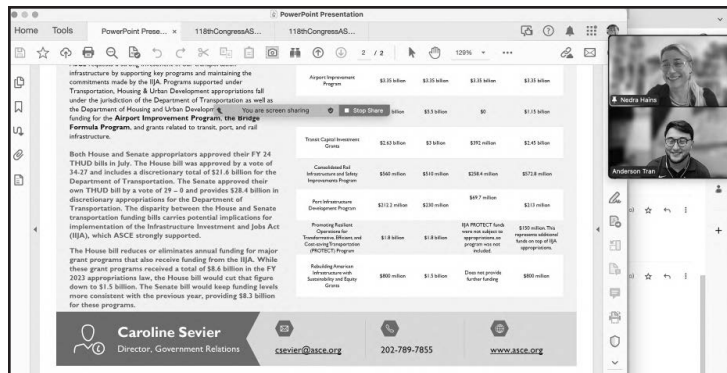 PowerPoint Presentation
Home
Tools
PowerPoint Prese... ×
118thCongressAS...
118thCongressAS...
2 / 2
129%
infrastructure by supporting key programs and maintaining the
commitments made by the IIJA. Programs supported under
Transportation, Housing & Urban Development appropriations fall
under the jurisdiction of the Department of Transportation as well as
the Department of Housing and Urban Develop
You are screen sharing
Stop Share
funding for the Airport Improvement Program, the Bridge
Formula Program, and grants related to transit, port, and rail
infrastructure.
Both House and Senate appropriators approved their FY 24
THUD bills in July. The House bill was approved by a vote of
34-27 and includes a discretionary total of $21.6 billion for the
Department of Transportation. The Senate approved their
own THUD bill by a vote of 29 – 0 and provides $28.4 billion in
discretionary appropriations for the Department of
Transportation. The disparity between the House and Senate
transportation funding bills carries potential implications for
implementation of the Infrastructure Investment and Jobs Act
(IIJA), which ASCE strongly supported.
The House bill reduces or eliminates annual funding for major
grant programs that also receive funding from the IIJA. While
these grant programs received a total of $8.6 billion in the FY
2023 appropriations law, the House bill would cut that figure
down to $1.5 billion. The Senate bill would keep funding levels
more consistent with the previous year, providing $8.3 billion
for these programs.
Airport Improvement
Program
$3.35 billion
$3.35 billion
$3.35 billion
$3.35 billion
billion
$5.5 billion
$0
$1.15 billion
Transit Capital Investment
Grants
$2.63 billion
$3 billion
$392 million
$2.45 billion
Consolidated Rail
Infrastructure and Safety
Improvements Program
$560 million
$510 million
$258.4 million
$572.8 million
Port Infrastructure
Development Program
$212.2 million
$230 million
$69.7 million
$213 million
Promoting Resilient
Operations for
Transformative, Efficient, and
Cost-saving Transportation
(PROTECT) Program
$1.8 billion
$1.8 billion
IIJA PROTECT funds
were not subject to
appropriations, so
program was not
included.
$150 million. This
represents additional
funds on top of IIJA
appropriations.
Rebuilding American
Infrastructure with
Sustainability and Equity
Grants
$800 million
$1.5 billion
Does not provide
further funding
$800 million
Caroline Sevier
Director, Government Relations
csevier@asce.org
202-789-7855
www.asce.org
Nedra Hains
Anderson Tran